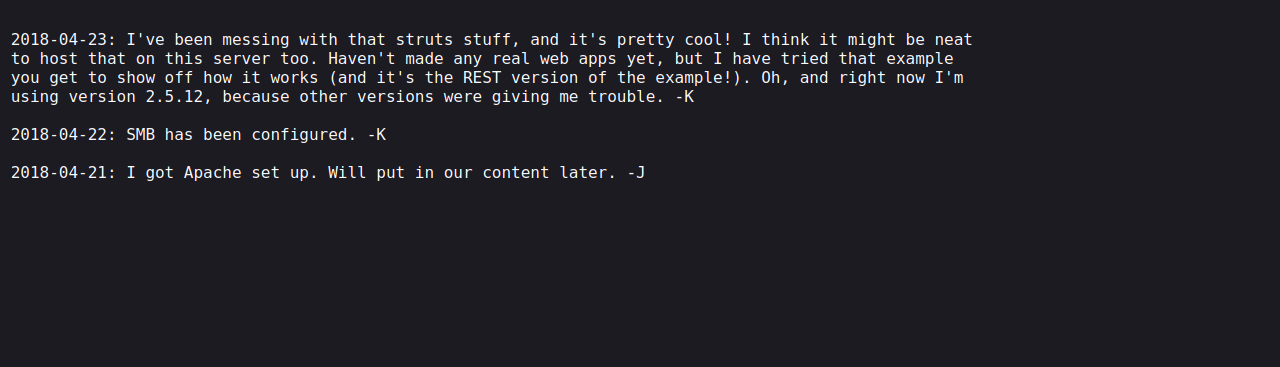 2018-04-23: I've been messing with that struts stuff, and it's pretty cool! I think it might be neat
to host that on this server too. Haven't made any real web apps yet, but I have tried that example
you get to show off how it works (and it's the REST version of the example!). Oh, and right now I'm
using version 2.5.12, because other versions were giving me trouble. -K
2018-04-22: SMB has been configured. -K
2018-04-21: I got Apache set up. Will put in our content later. -J